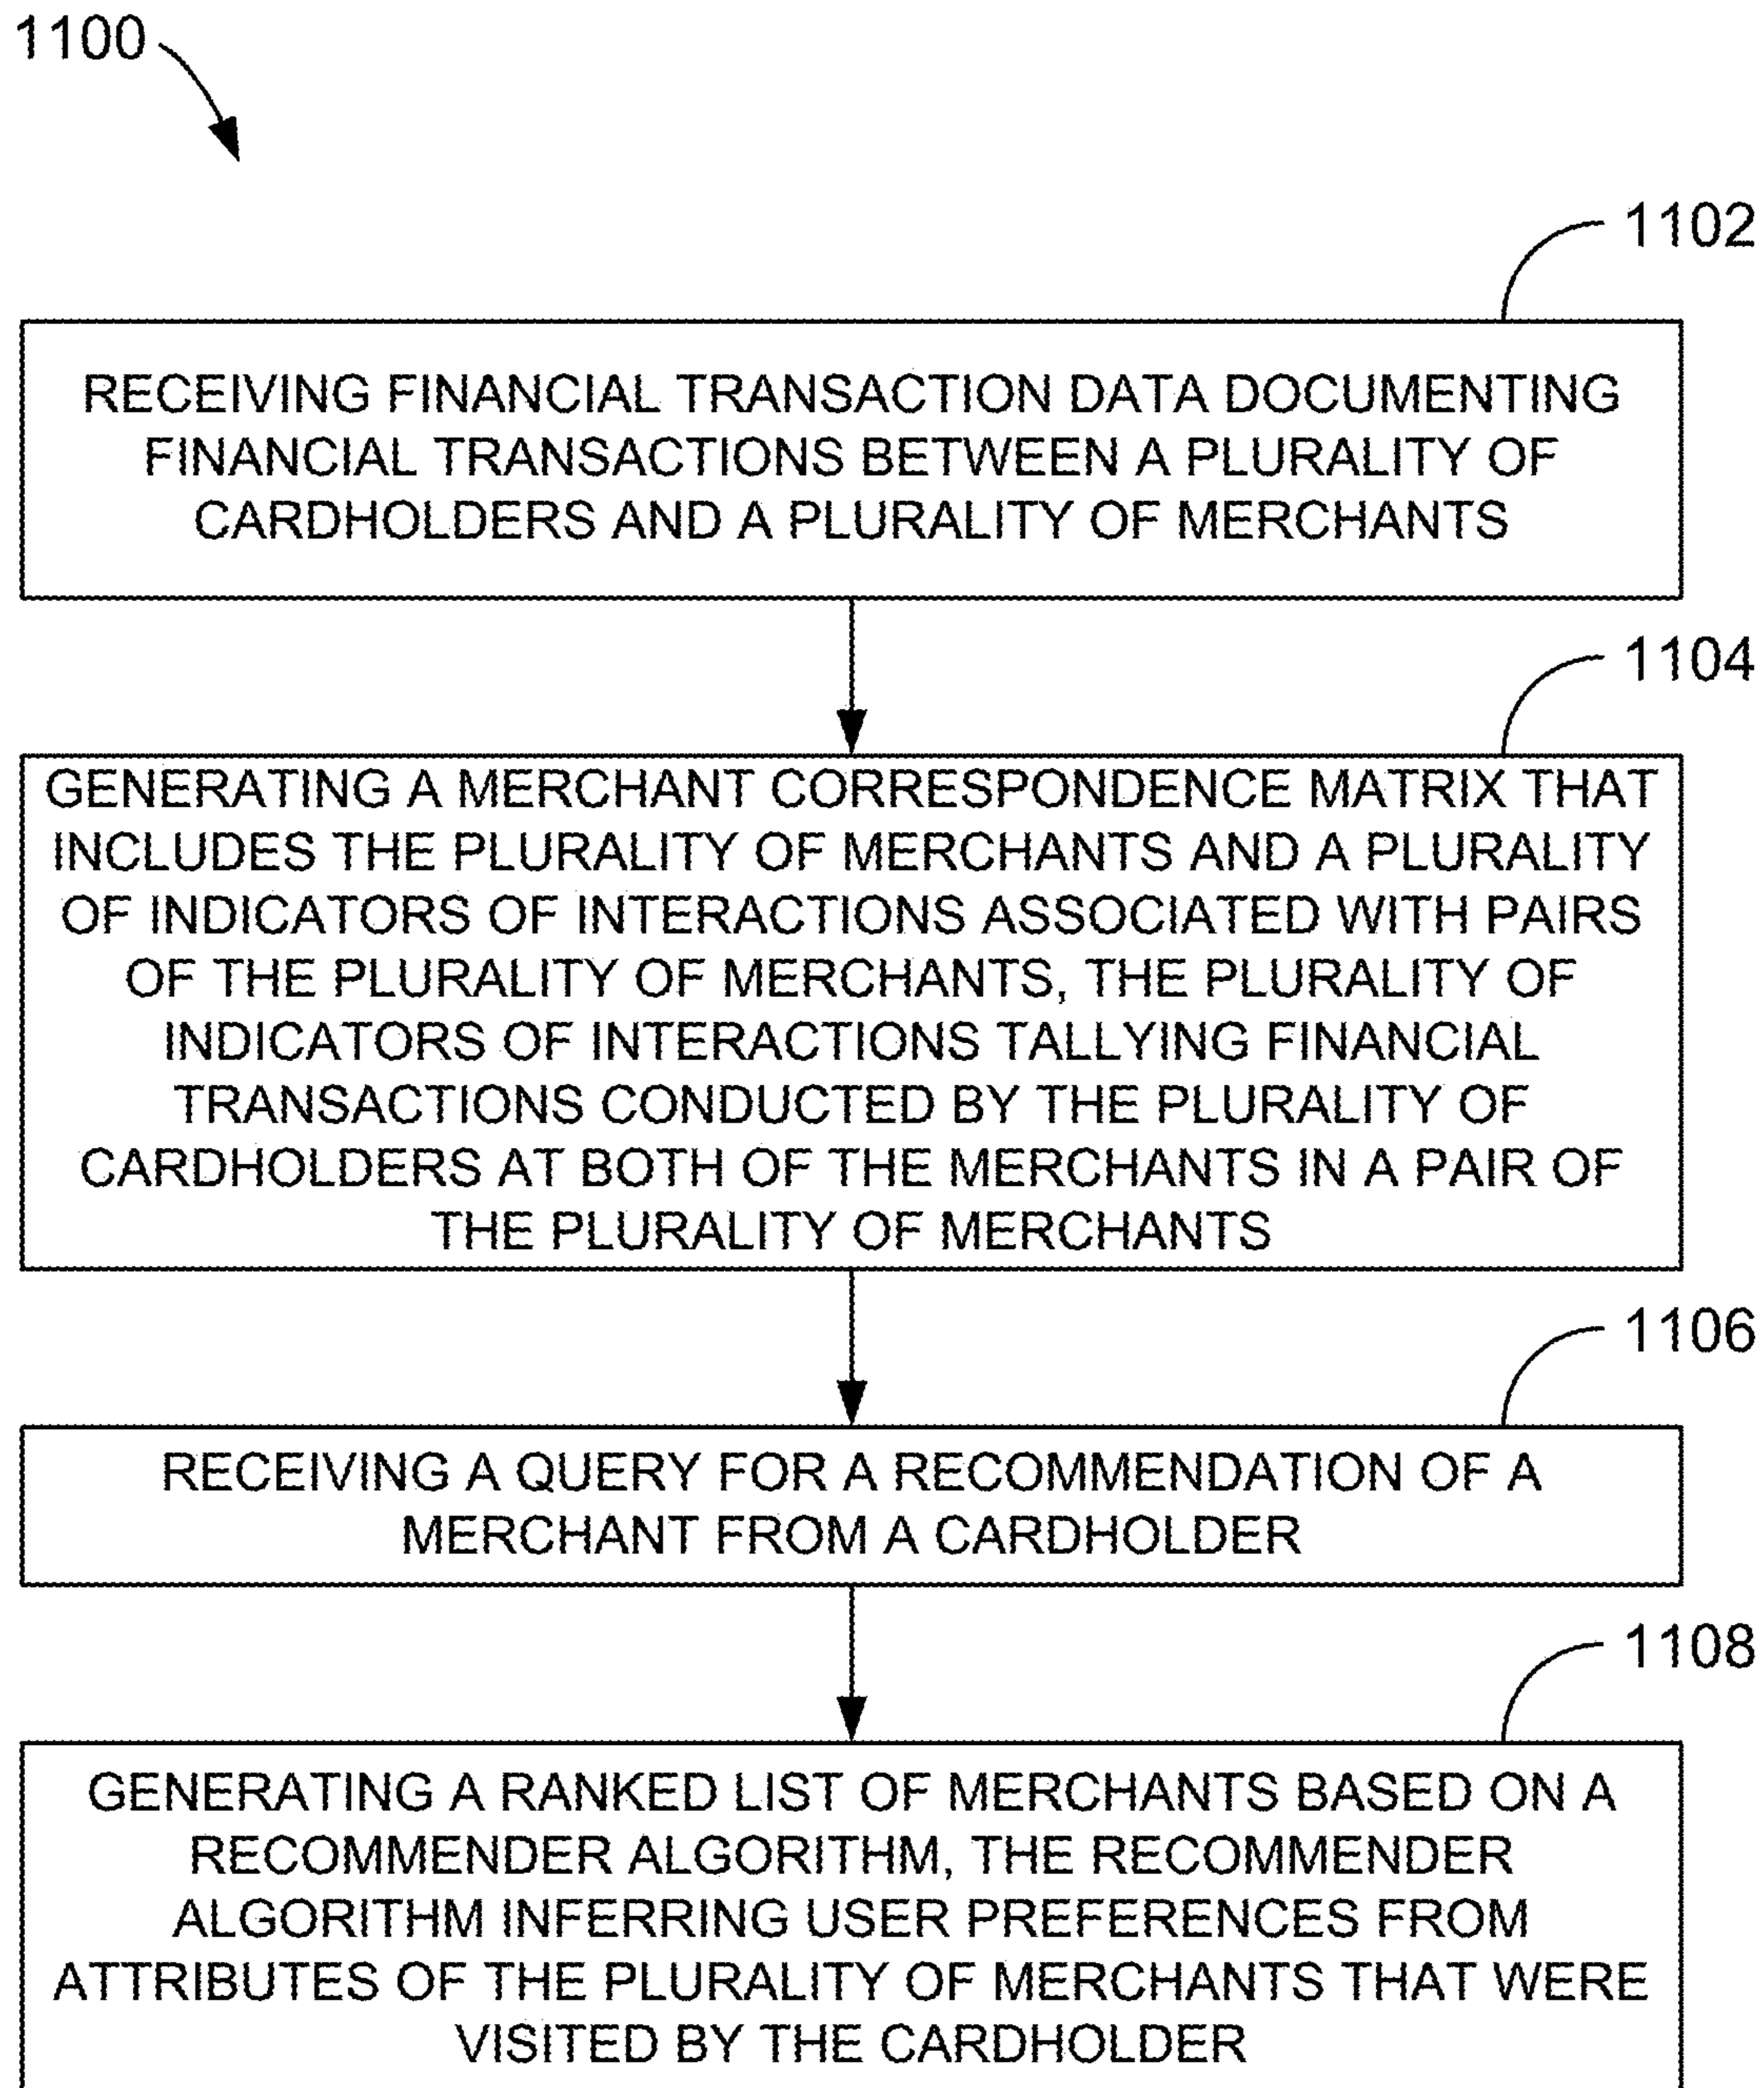 1100
1102
RECEIVING FINANCIAL TRANSACTION DATA DOCUMENTING
FINANCIAL TRANSACTIONS BETWEEN A PLURALITY OF
CARDHOLDERS AND A PLURALITY OF MERCHANTS
1104
GENERATING A MERCHANT CORRESPONDENCE MATRIX THAT
INCLUDES THE PLURALITY OF MERCHANTS AND A PLURALITY
OF INDICATORS OF INTERACTIONS ASSOCIATED WITH PAIRS
OF THE PLURALITY OF MERCHANTS, THE PLURALITY OF
INDICATORS OF INTERACTIONS TALLYING FINANCIAL
TRANSACTIONS CONDUCTED BY THE PLURALITY OF
CARDHOLDERS AT BOTH OF THE MERCHANTS IN A PAIR OF
THE PLURALITY OF MERCHANTS
1106
RECEIVING A QUERY FOR A RECOMMENDATION OF A
MERCHANT FROM A CARDHOLDER
1108
GENERATING A RANKED LIST OF MERCHANTS BASED ON A
RECOMMENDER ALGORITHM, THE RECOMMENDER
ALGORITHM INFERRING USER PREFERENCES FROM
ATTRIBUTES OF THE PLURALITY OF MERCHANTS THAT WERE
VISITED BY THE CARDHOLDER